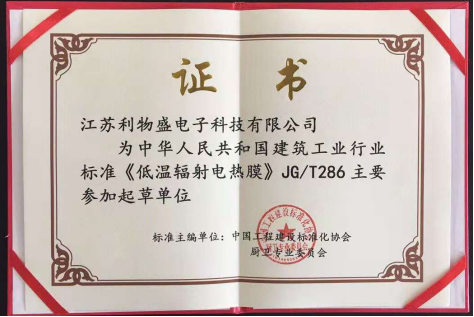 证书
江苏利物盛电子科技有限公司
为中华人民共和国建筑工业行业
标准《低温辐射电热膜》JG/T286 主要
参加起草单位
标准主编单位：中国工程建设标准化协会
厨卫专业委员会